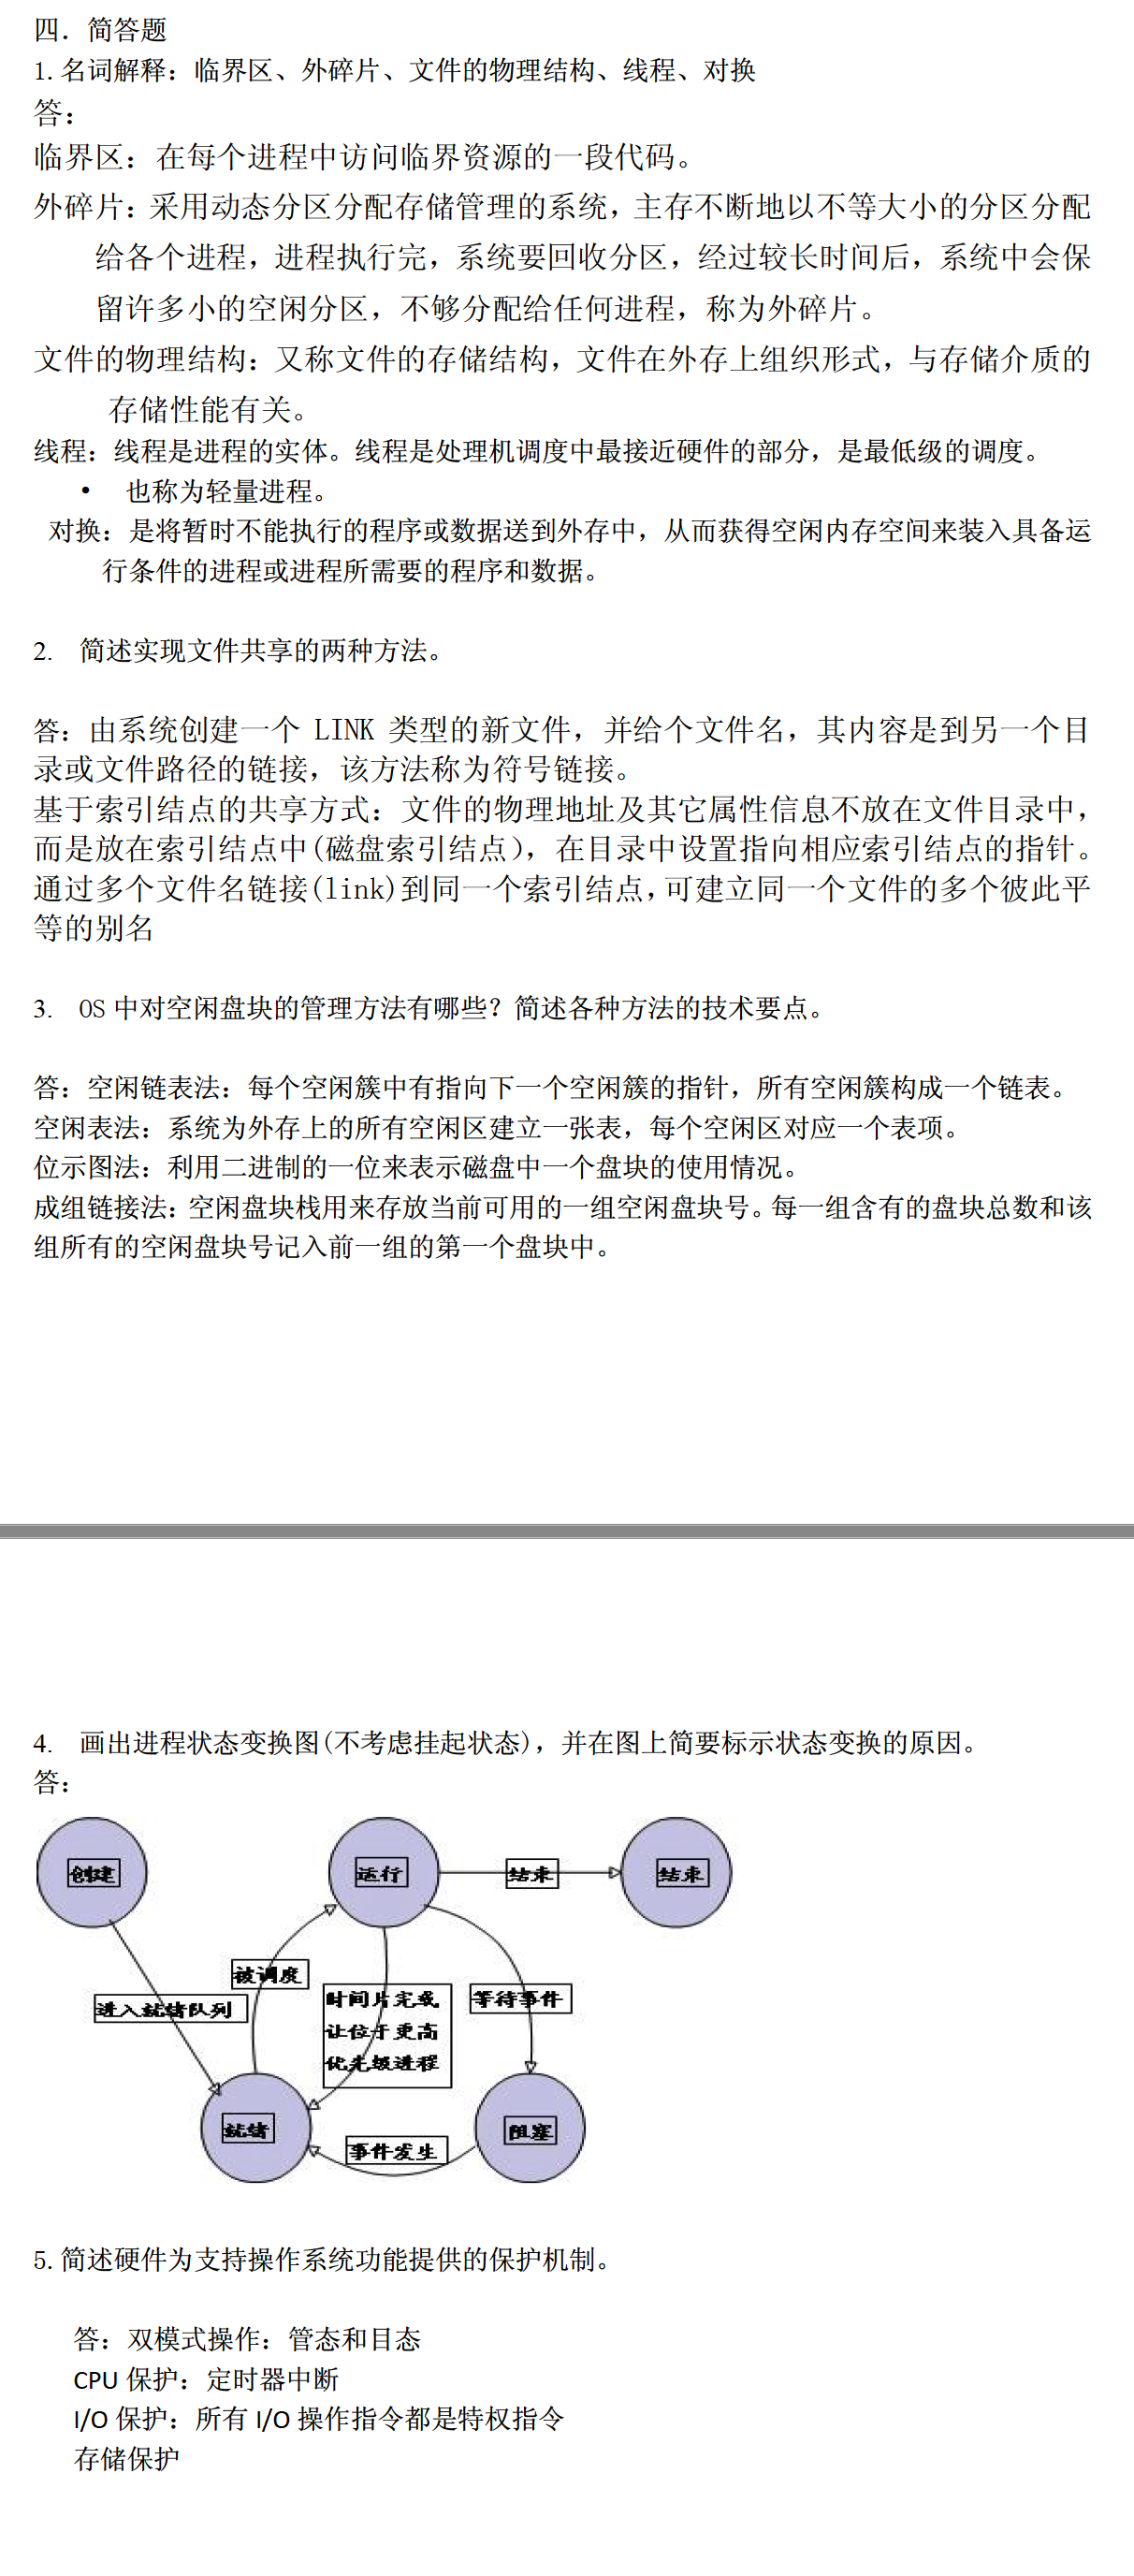 四．简答题
1.名词解释：临界区、外碎片、文件的物理结构、线程、对换
答：
临界区：在每个进程中访问临界资源的一段代码。
外碎片：采用动态分区分配存储管理的系统，主存不断地以不等大小的分区分配
给各个进程，进程执行完，系统要回收分区，经过较长时间后，系统中会保
留许多小的空闲分区，不够分配给任何进程，称为外碎片。
文件的物理结构：又称文件的存储结构，文件在外存上组织形式，与存储介质的
存储性能有关。
线程：线程是进程的实体。线程是处理机调度中最接近硬件的部分，是最低级的调度。
• 也称为轻量进程。
对换：是将暂时不能执行的程序或数据送到外存中，从而获得空闲内存空间来装入具备运
行条件的进程或进程所需要的程序和数据。
2. 简述实现文件共享的两种方法。
答：由系统创建一个 LINK 类型的新文件，并给个文件名，其内容是到另一个目
录或文件路径的链接，该方法称为符号链接。
基于索引结点的共享方式：文件的物理地址及其它属性信息不放在文件目录中，
而是放在索引结点中(磁盘索引结点)，在目录中设置指向相应索引结点的指针。
通过多个文件名链接(link)到同一个索引结点，可建立同一个文件的多个彼此平
等的别名
3. OS 中对空闲盘块的管理方法有哪些？简述各种方法的技术要点。
答：空闲链表法：每个空闲簇中有指向下一个空闲簇的指针，所有空闲簇构成一个链表。
空闲表法：系统为外存上的所有空闲区建立一张表，每个空闲区对应一个表项。
位示图法：利用二进制的一位来表示磁盘中一个盘块的使用情况。
成组链接法：空闲盘块栈用来存放当前可用的一组空闲盘块号。每一组含有的盘块总数和该
组所有的空闲盘块号记入前一组的第一个盘块中。
4. 画出进程状态变换图(不考虑挂起状态)，并在图上简要标示状态变换的原因。
答：
创建
运行
结束
结束
被调度
进入就绪队列
时间片完或
让位于更高
优先级进程
等待事件
就绪
阻塞
事件发生
5.简述硬件为支持操作系统功能提供的保护机制。
答：双模式操作：管态和目态
CPU 保护：定时器中断
I/O 保护：所有 I/O 操作指令都是特权指令
存储保护